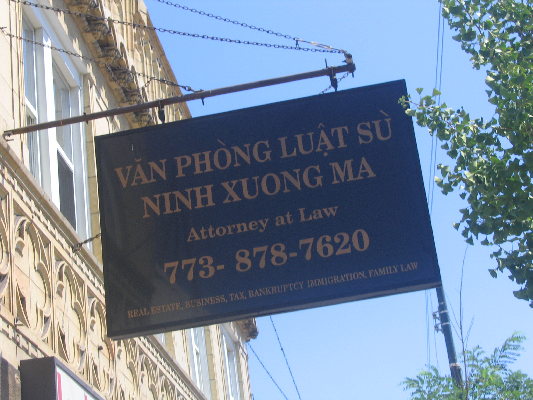 VĂN PHÒNG LUẬT SÙ
NINH XUONG MA
Attorney at Law
773- 878-7620
REAL ESTATE, BUSINESS, TAX, BANKRUPTCY IMMIGRATION, FAMILY LAW